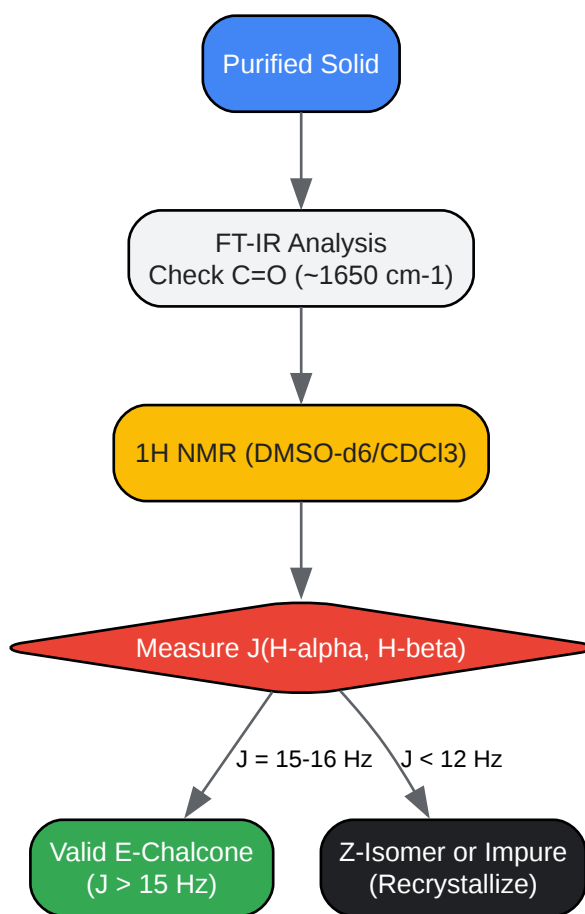 Purified Solid
FT-IR Analysis
Check C=O (~1650 cm-1)
1H NMR (DMSO-d6/CDCl3)
Measure J(H-alpha, H-beta)
J = 15-16 Hz
J < 12 Hz
Valid E-Chalcone
(J > 15 Hz)
Z-Isomer or Impure
(Recrystallize)